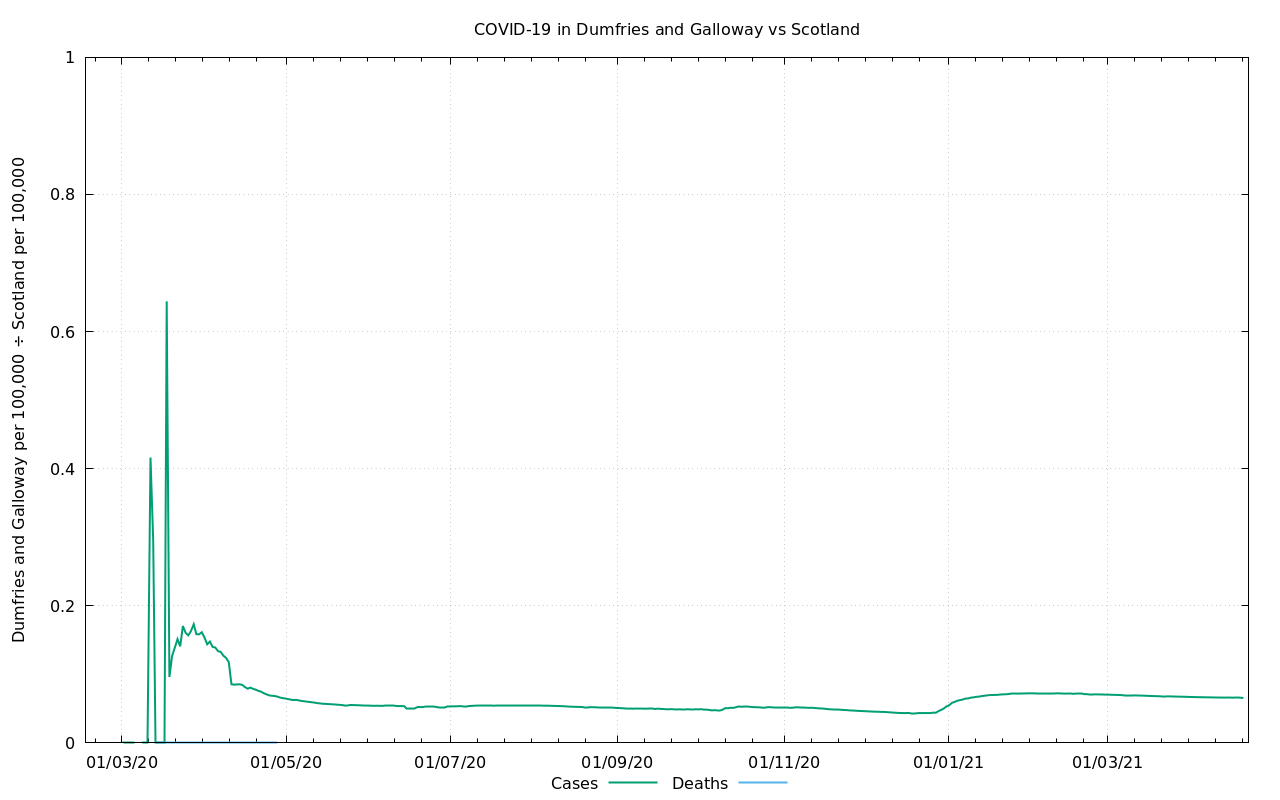 COVID-19 in Dumfries and Galloway vs Scotland
Dumfries and Galloway per 100,000 ÷ Scotland per 100,000
1
0.8
0.6
0.4
0.2
0
01/03/20 01/05/20 01/07/20 01/09/20 01/11/20 01/01/21 01/03/21
Cases Deaths